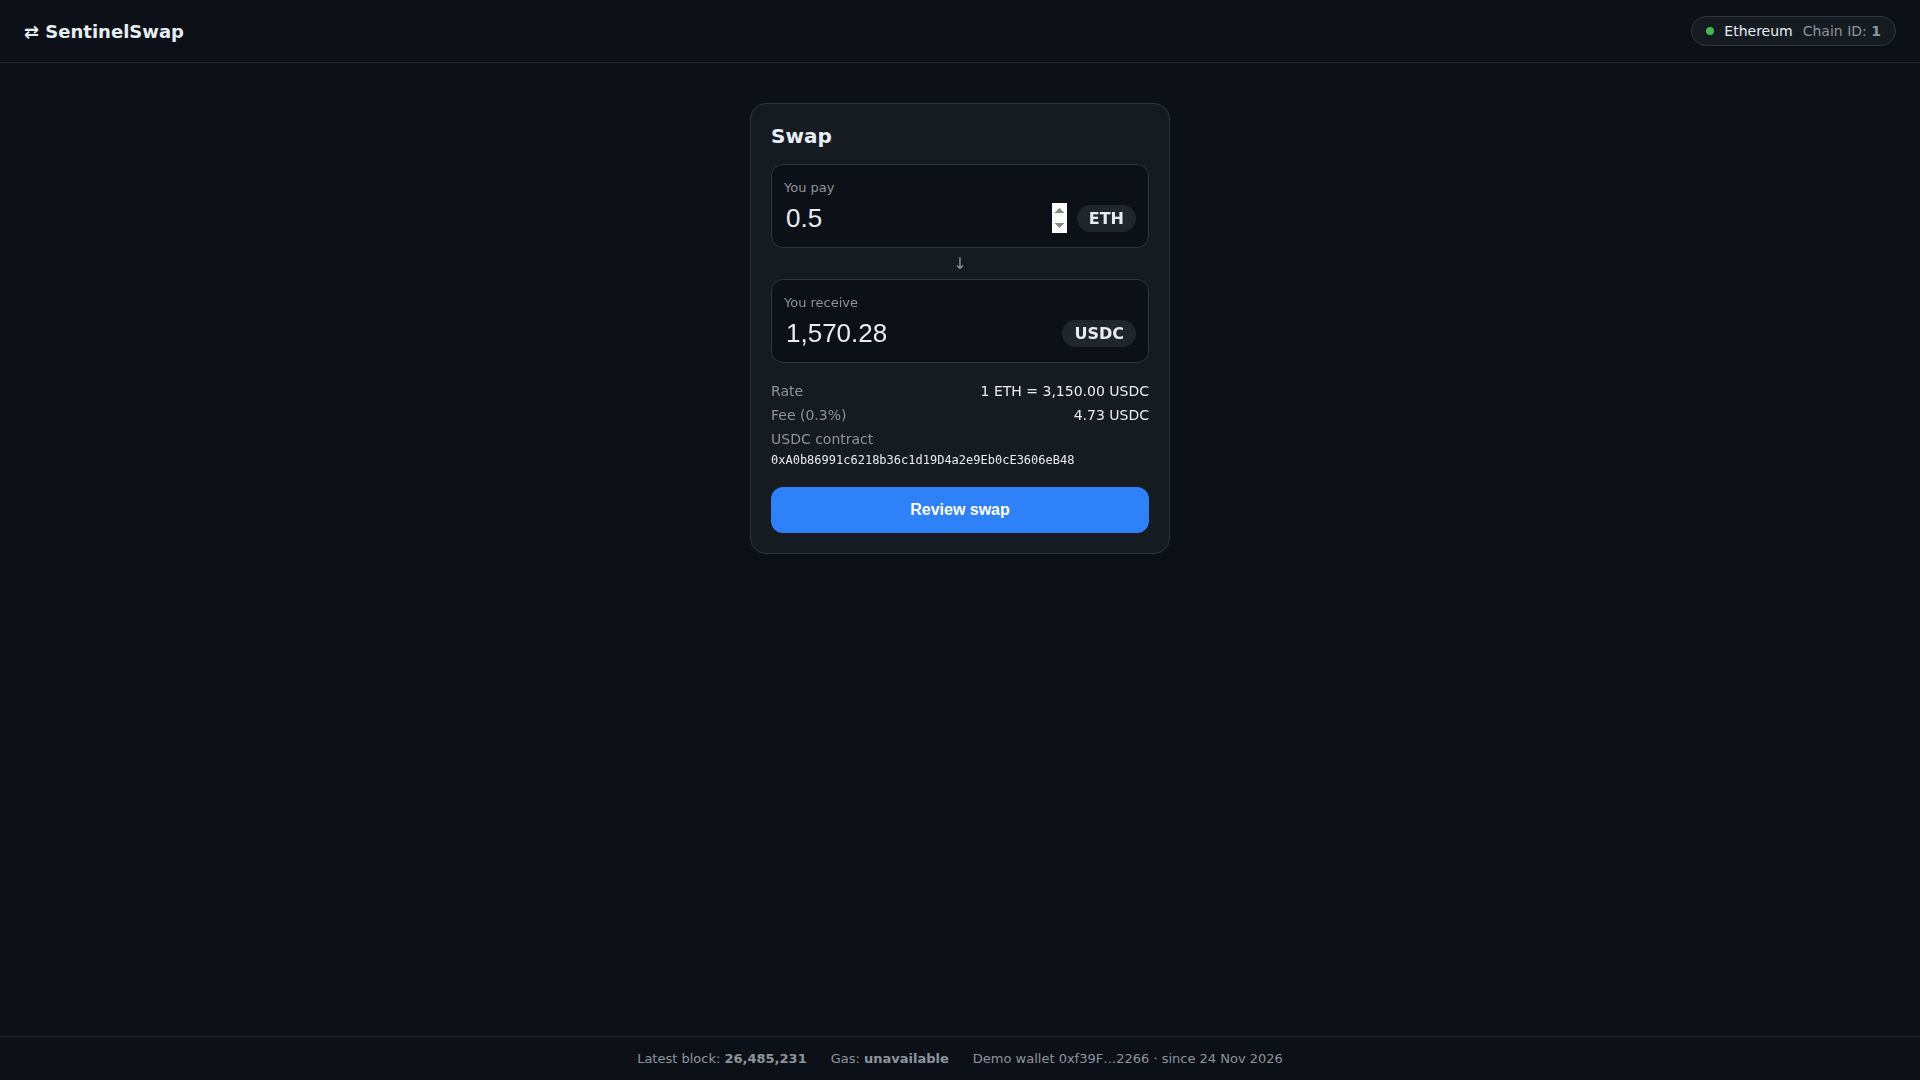 ⇄ SentinelSwap
Ethereum Chain ID: 1
Swap
You pay
0.5 ETH
↓
You receive
1,570.28 USDC
Rate 1 ETH = 3,150.00 USDC
Fee (0.3%) 4.73 USDC
USDC contract
0xA0b86991c6218b36c1d19D4a2e9Eb0cE3606eB48
Review swap
Latest block: 26,485,231 Gas: unavailable Demo wallet 0xf39F…2266 · since 24 Nov 2026